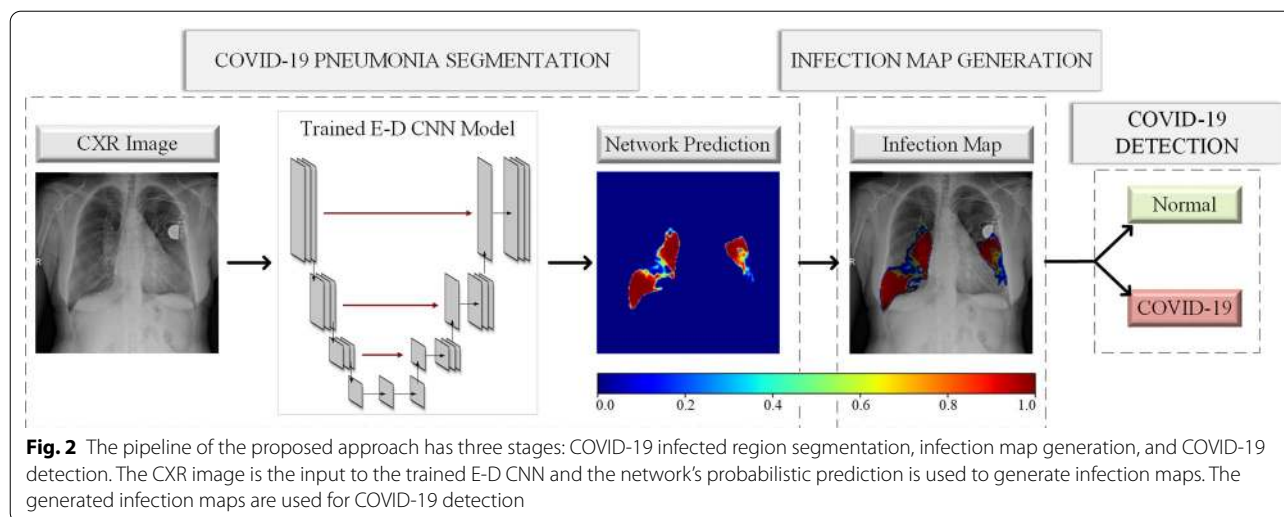 COVID-19 PNEUMONIA SEGMENTATION
INFECTION MAP GENERATION
COVID-19
DETECTION
CXR Image
Trained E-D CNN Model
Network Prediction
Infection Map
Normal
COVID-19
R
R
0.0 0.2 0.4 0.6 0.8 1.0
Fig. 2 The pipeline of the proposed approach has three stages: COVID-19 infected region segmentation, infection map generation, and COVID-19
detection. The CXR image is the input to the trained E-D CNN and the network's probabilistic prediction is used to generate infection maps. The
generated infection maps are used for COVID-19 detection